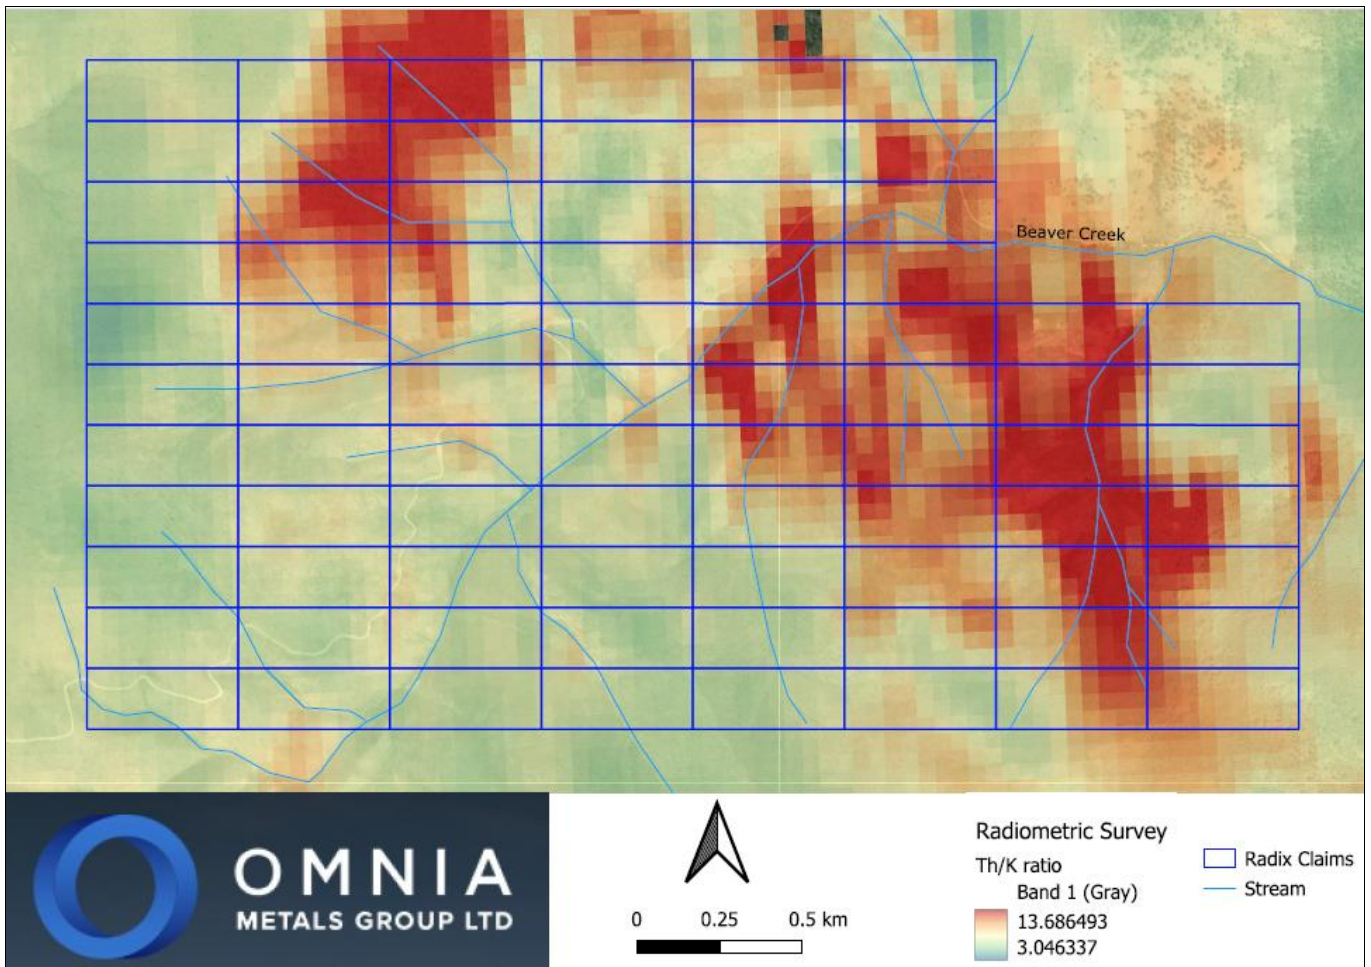 Beaver Creek
OMNIA
METALS GROUP LTD
0 0.25 0.5 km
Radiometric Survey
Th/K ratio
Band 1 (Gray)
13.686493
3.046337
Radix Claims
Stream